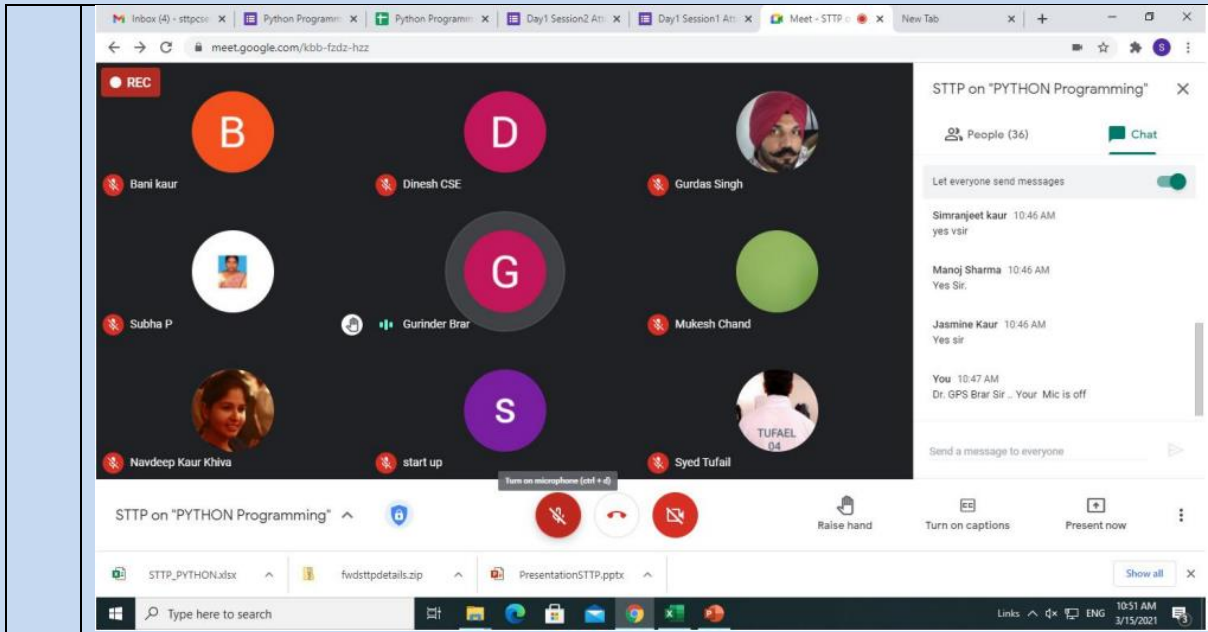 Inbox (4) - sttpcse
Python Programm
Python Programm
Day1 Session2 Att
Day1 Session1 Att
Meet - STTP o
New Tab
meet.google.com/kbb-fzdz-hzz
S
REC
B
Bani kaur
D
Dinesh CSE
Gurdas Singh
Subha P
G
Gurinder Brar
Mukesh Chand
Navdeep Kaur Khiva
S
start up
TUFAEL
04
Syed Tufail
STTP on "PYTHON Programming"
People (36)
Chat
Let everyone send messages
Simranjeet kaur 10:46 AM
yes vsir
Manoj Sharma 10:46 AM
Yes Sir.
Jasmine Kaur 10:46 AM
Yes sir
You 10:47 AM
Dr. GPS Brar Sir .. Your Mic is off
Send a message to everyone
Turn on microphone (ctrl + d)
STTP on "PYTHON Programming"
Raise hand
Turn on captions
Present now
STTP_PYTHON.xlsx
fwdsttpdetails.zip
PresentationSTTP.pptx
Show all
Type here to search
Links
ENG
10:51 AM
3/15/2021
3